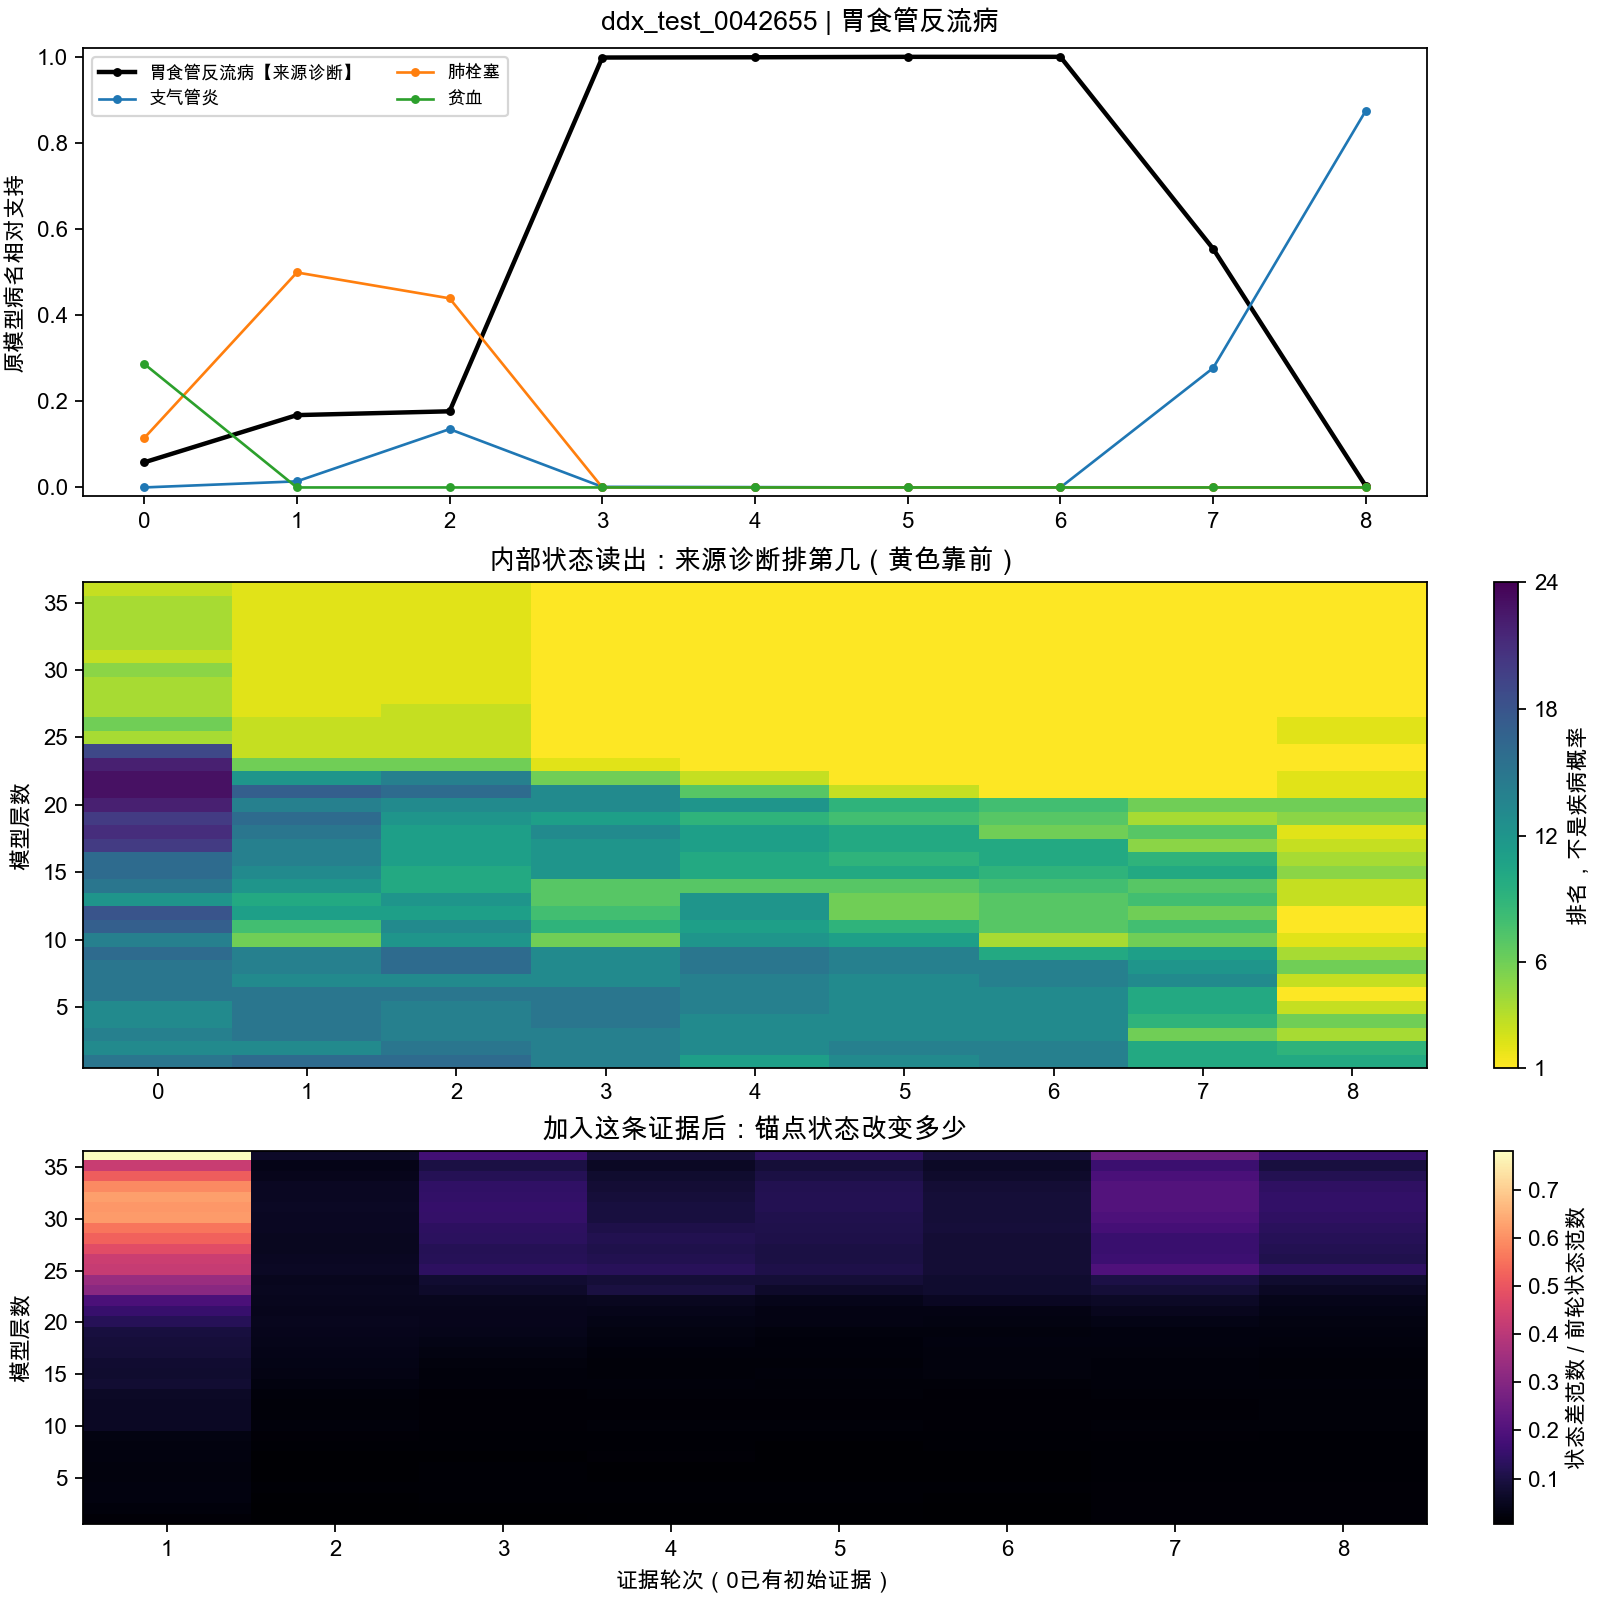 ddx_test_0042655 | 胃食管反流病
胃食管反流病【来源诊断】
支气管炎
肺栓塞
贫血
原模型病名相对支持
1.0
0.8
0.6
0.4
0.2
0.0
0 1 2 3 4 5 6 7 8
内部状态读出：来源诊断排第几（黄色靠前）
模型层数
35
30
25
20
15
10
5
0 1 2 3 4 5 6 7 8
24
18
12
6
1
排名，不是疾病概率
加入这条证据后：锚点状态改变多少
模型层数
35
30
25
20
15
10
5
1 2 3 4 5 6 7 8
证据轮次（0已有初始证据）
0.7
0.6
0.5
0.4
0.3
0.2
0.1
状态差范数 / 前轮状态范数